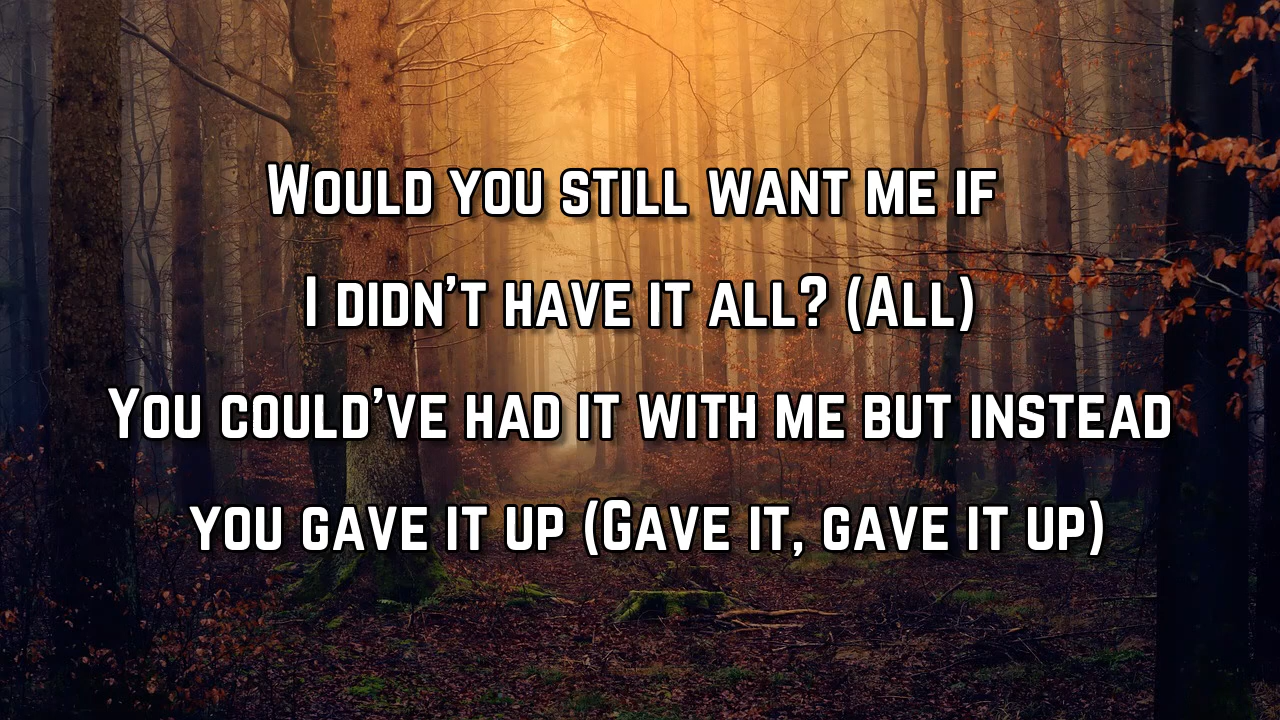 Would you still want me if
I didn't have it all? (All)
You could've had it with me but instead
you gave it up (Gave it, gave it up)